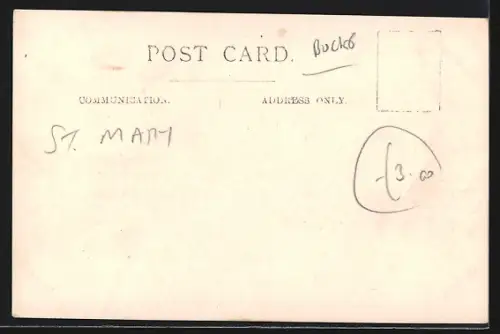 POST CARD. Bucks
COMMUNICATION. ADDRESS ONLY.
ST. MARY
£3.00